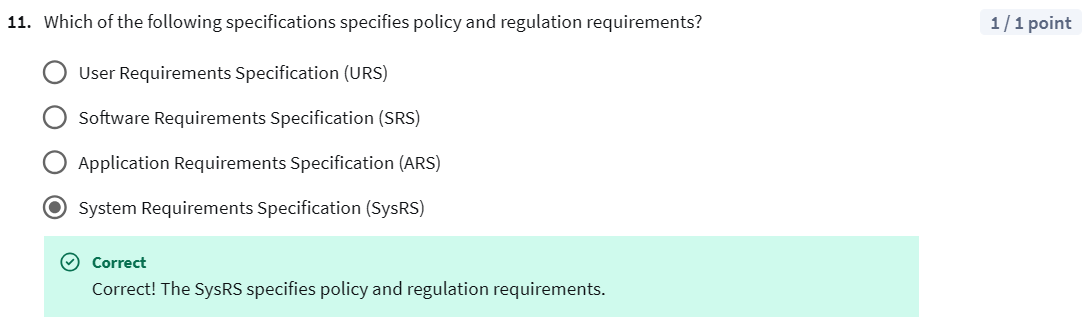 11. Which of the following specifications specifies policy and regulation requirements?
1 / 1 point
User Requirements Specification (URS)
Software Requirements Specification (SRS)
Application Requirements Specification (ARS)
System Requirements Specification (SysRS)
Correct
Correct! The SysRS specifies policy and regulation requirements.